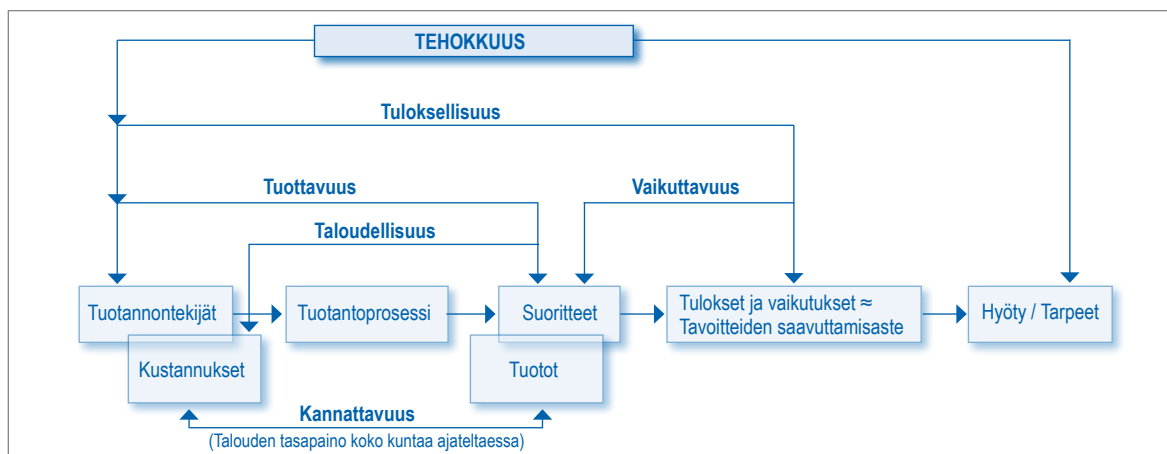 TEHOKKUUS
Tuloksellisuus
Tuottavuus
Vaikuttavuus
Taloudellisuus
Tuotannontekijät
Tuotantoprosessi
Suoritteet
Tulokset ja vaikutukset ≈
Tavoitteiden saavuttamisaste
Hyöty / Tarpeet
Kustannukset
Tuotot
Kannattavuus
(Talouden tasapaino koko kuntaa ajateltaessa)